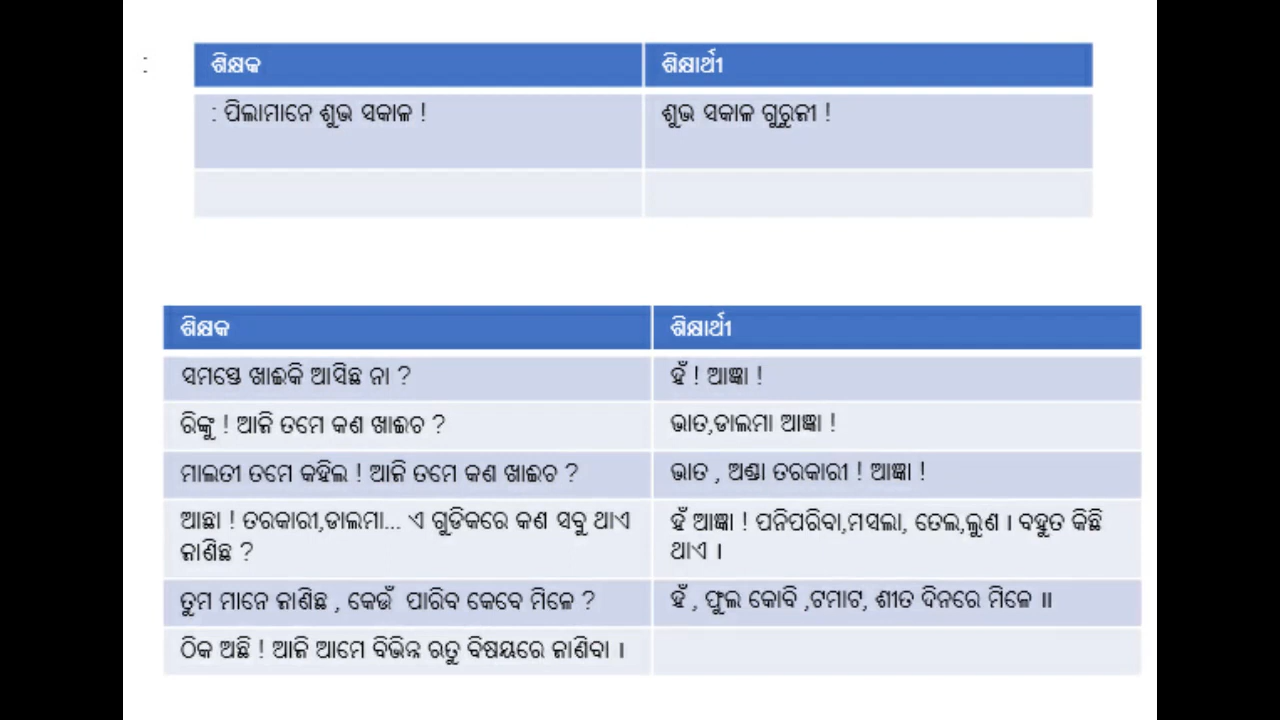 :
ଶିକ୍ଷକ ଶିକ୍ଷାର୍ଥୀ
: ପିଲାମାନେ ଶୁଭ ସକାଳ ! ଶୁଭ ସକାଳ ଗୁରୁଜୀ !
ଶିକ୍ଷକ ଶିକ୍ଷାର୍ଥୀ
ସମସ୍ତେ ଖାଇକି ଆସିଛ ନା ? ହଁ ! ଆଜ୍ଞା !
ରିଙ୍କୁ ! ଆଜି ତମେ କଣ ଖାଇଚ ? ଭାତ,ଡାଲମା ଆଜ୍ଞା !
ମାଲତୀ ତମେ କହିଲ ! ଆଜି ତମେ କଣ ଖାଇଚ ? ଭାତ , ଅଣ୍ଡା ତରକାରୀ ! ଆଜ୍ଞା !
ଆଛା ! ତରକାରୀ,ଡାଲମା... ଏ ଗୁଡିକରେ କଣ ସବୁ ଥାଏ
ଜାଣିଛ ?
ହଁ ଆଜ୍ଞା ! ପନିପରିବା,ମସଲା, ତେଲ,ଲୁଣ । ବହୁତ କିଛି
ଥାଏ ।
ତୁମ ମାନେ ଜାଣିଛ , କେଉଁ ପାରିବ କେବେ ମିଳେ ? ହଁ , ଫୁଲ କୋବି ,ଟମାଟ, ଶୀତ ଦିନରେ ମିଳେ ॥
ଠିକ ଅଛି ! ଆଜି ଆମେ ବିଭିନ୍ନ ଋତୁ ବିଷୟରେ ଜାଣିବା ।